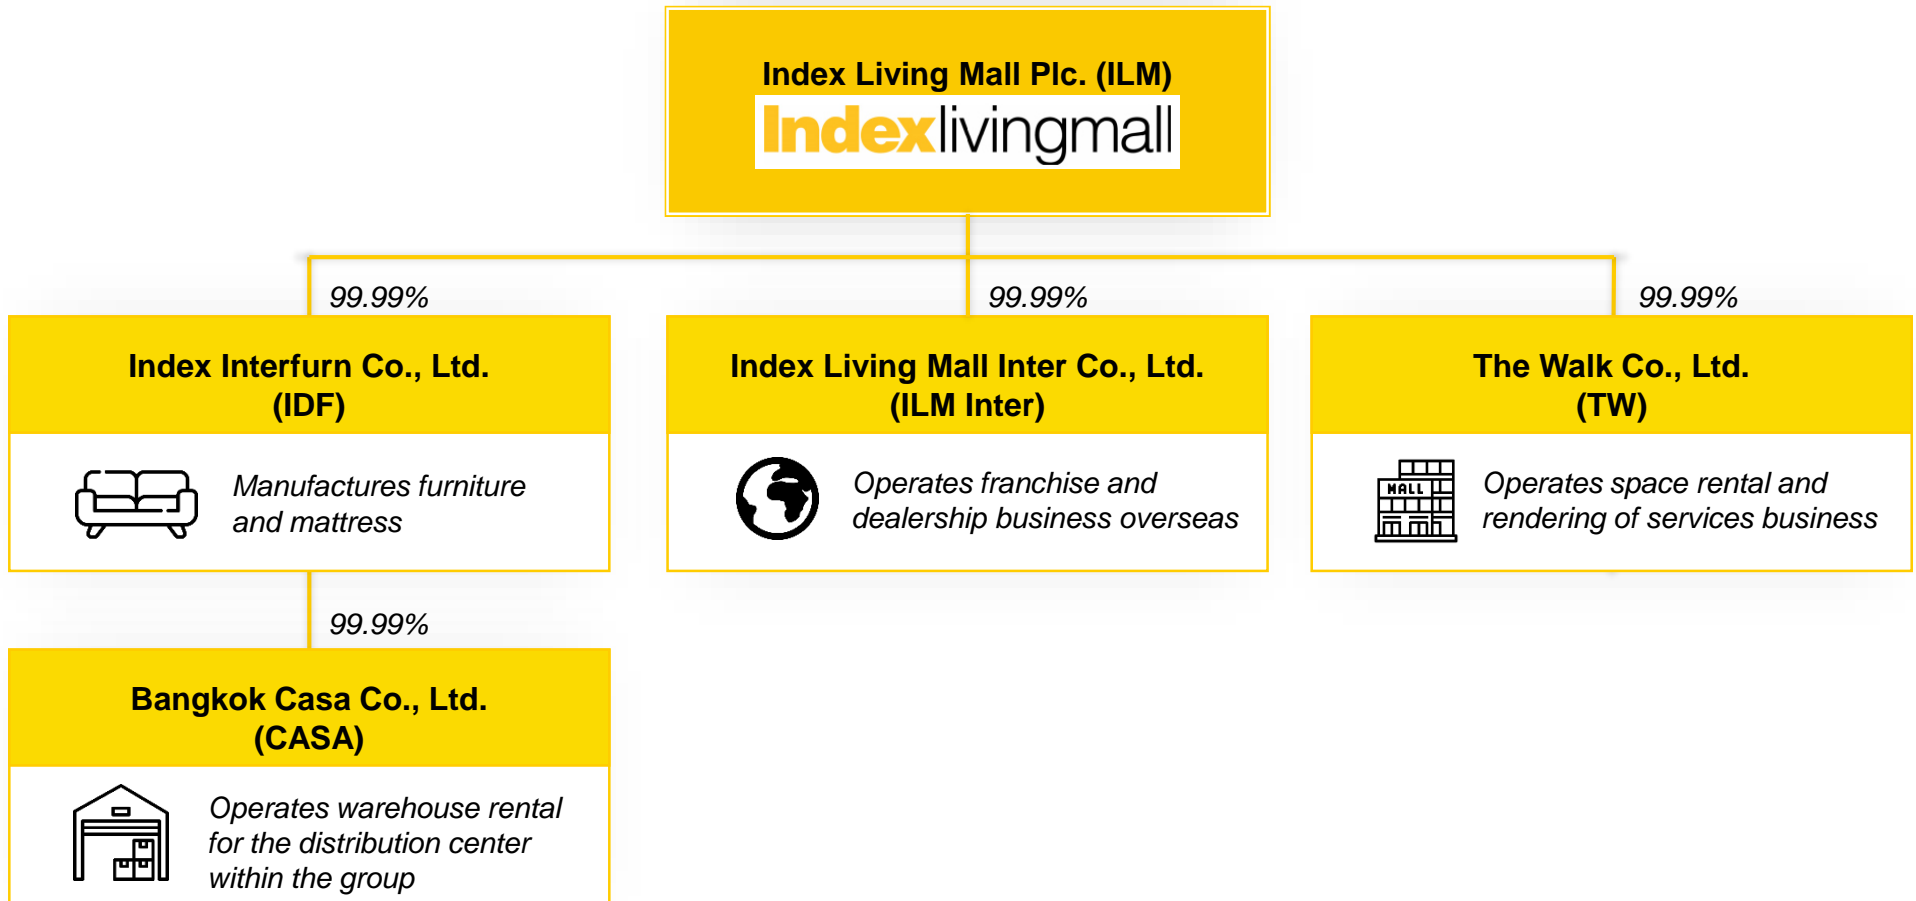 Index Living Mall Plc. (ILM)
Indexlivingmall
99.99%
99.99%
99.99%
Index Interfurn Co., Ltd.
(IDF)
Manufactures furniture
and mattress
Index Living Mall Inter Co., Ltd.
(ILM Inter)
Operates franchise and
dealership business overseas
The Walk Co., Ltd.
(TW)
MALL
Operates space rental and
rendering of services business
99.99%
Bangkok Casa Co., Ltd.
(CASA)
Operates warehouse rental
for the distribution center
within the group